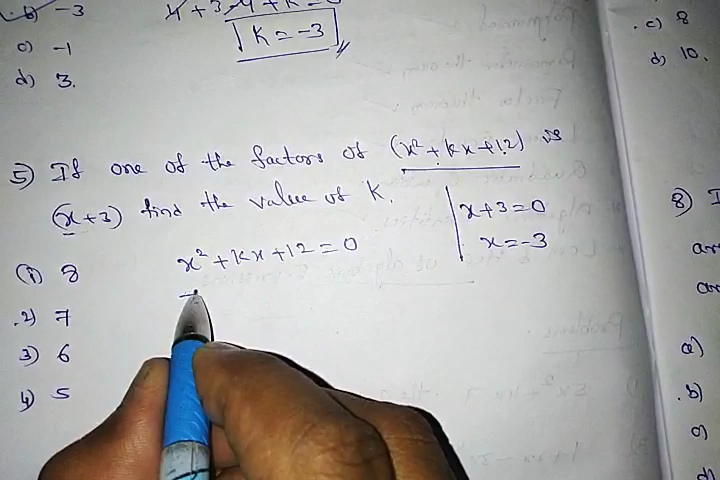 b) -3
x + 3
c) -1
K = -3
d) 3.
5) If one of the factors of (x² + kx + 12) is
(x + 3) find the value of K.
x + 3 = 0
x = -3
x² + kx + 12 = 0
(1) 8
.2) 7
3) 6
4) 5
. c) 8
d) 10.
8) I
a)
. b)
c)
d)